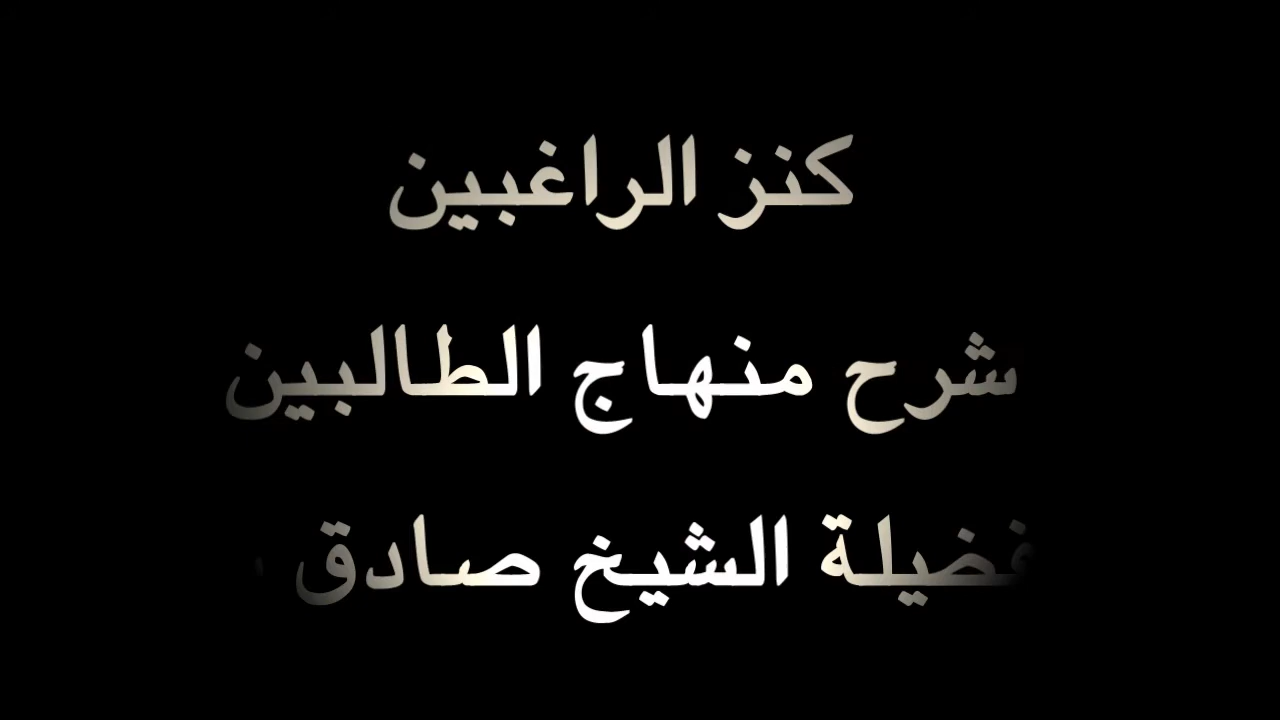 كنز الراغبين
شرح منهاج الطالبين
فضيلة الشيخ صادق